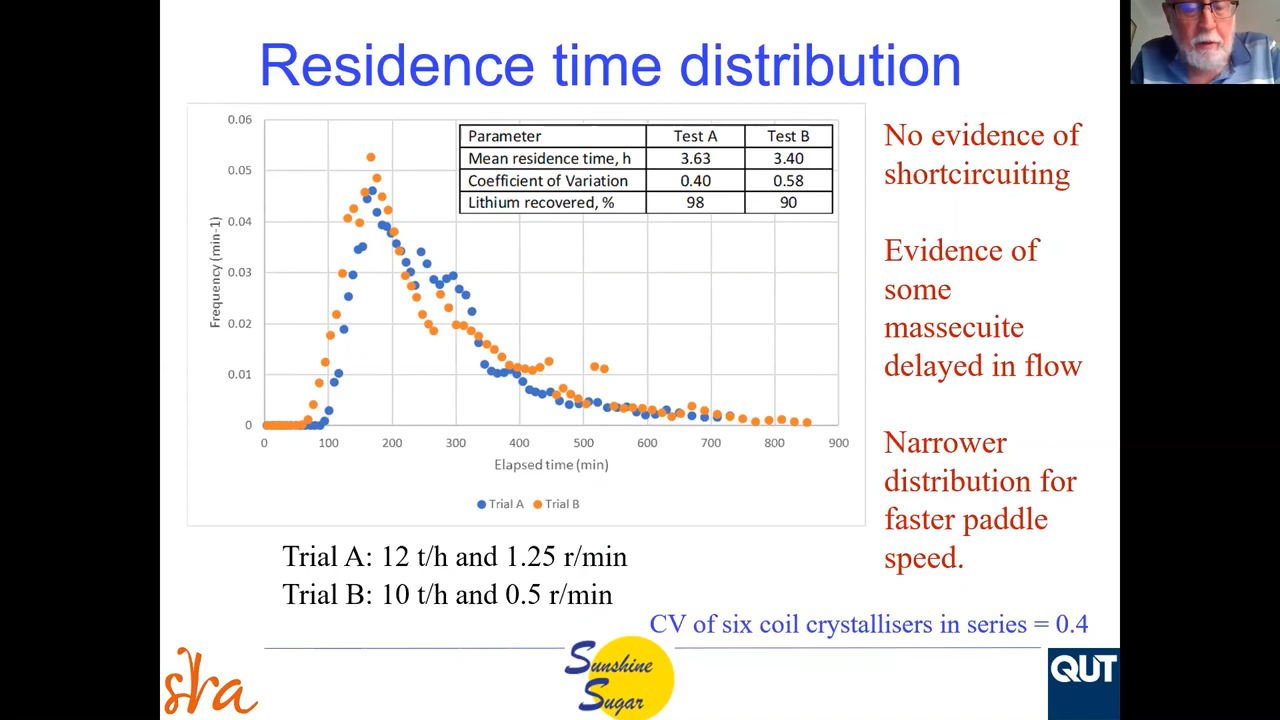 Residence time distribution
0.06
0.05
0.04
0.03
0.02
0.01
0
Frequency (min-1)
Parameter Test A Test B
Mean residence time, h 3.63 3.40
Coefficient of Variation 0.40 0.58
Lithium recovered, % 98 90
0 100 200 300 400 500 600 700 800 900
Elapsed time (min)
Trial A Trial B
No evidence of
shortcircuiting
Evidence of
some
massecuite
delayed in flow
Narrower
distribution for
faster paddle
speed.
Trial A: 12 t/h and 1.25 r/min
Trial B: 10 t/h and 0.5 r/min
CV of six coil crystallisers in series = 0.4
sra
Sunshine
Sugar
QUT